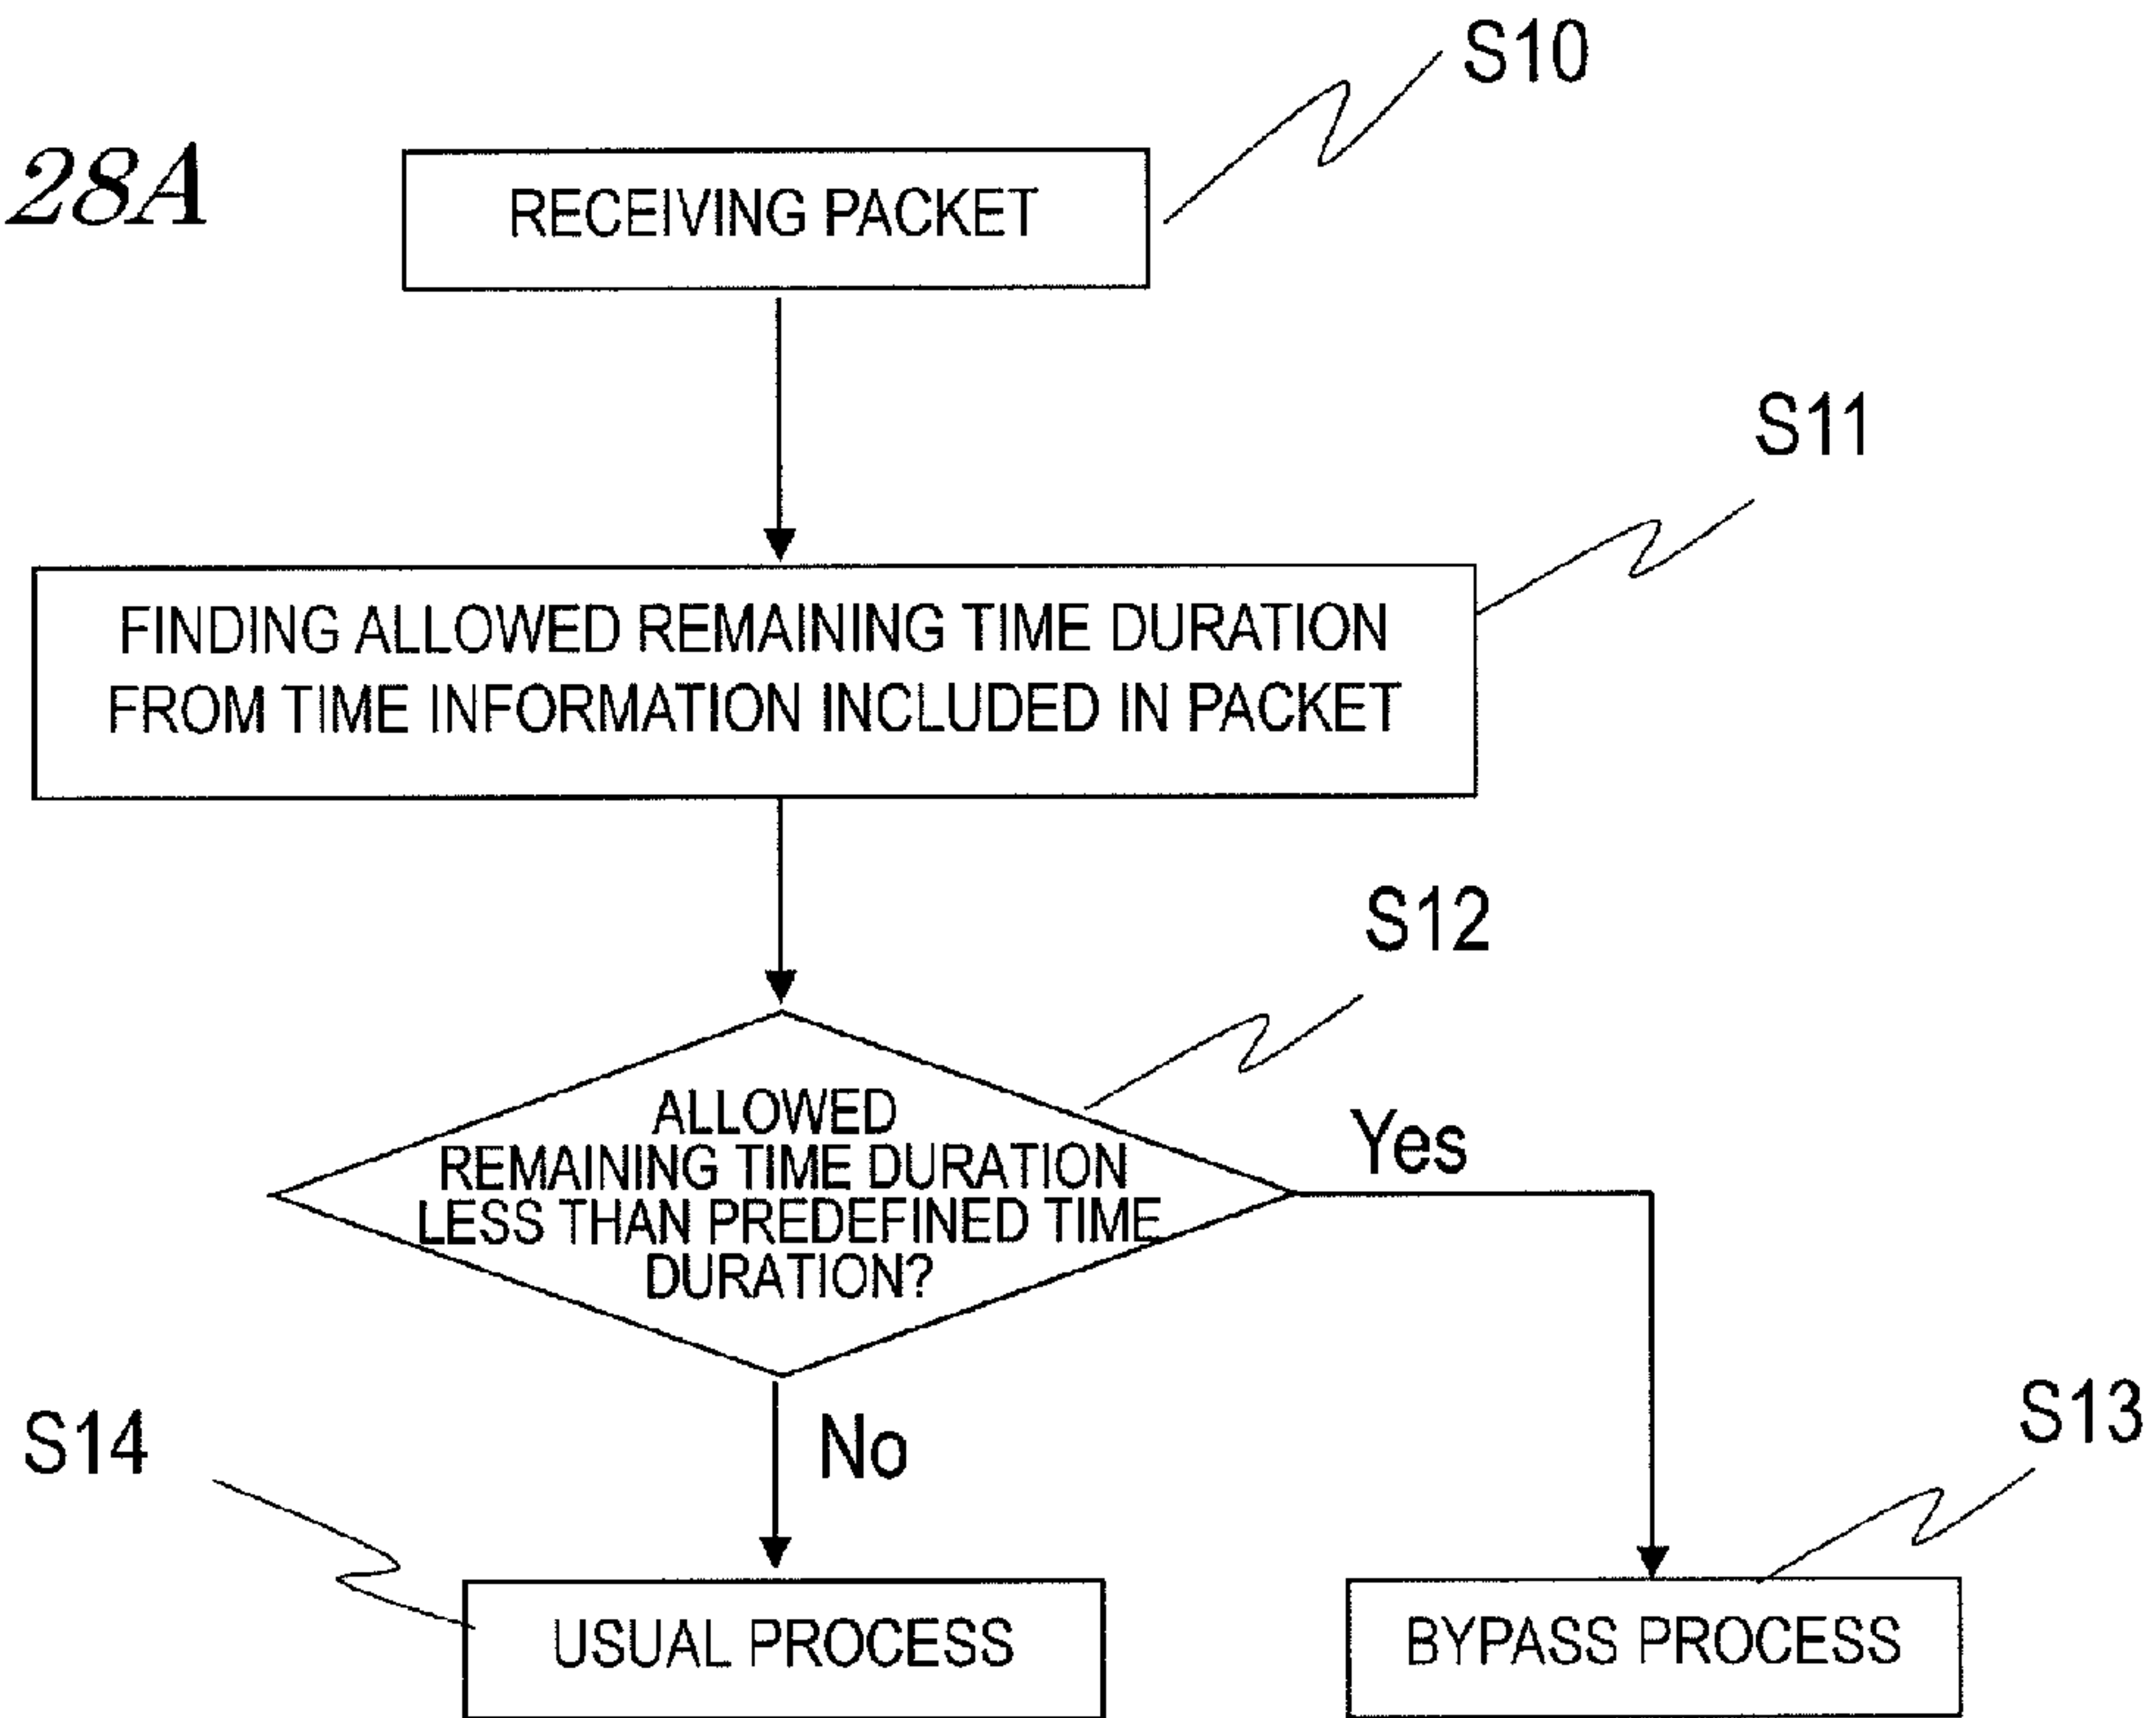 S10
28A
RECEIVING PACKET
S11
FINDING ALLOWED REMAINING TIME DURATION
FROM TIME INFORMATION INCLUDED IN PACKET
S12
ALLOWED
REMAINING TIME DURATION
LESS THAN PREDEFINED TIME
DURATION?
Yes
No
S14
S13
USUAL PROCESS
BYPASS PROCESS